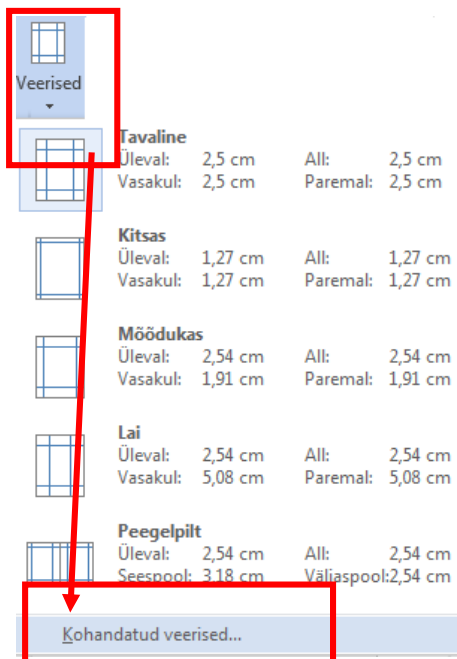 Veerised
Tavaline
Üleval: 2,5 cm All: 2,5 cm
Vasakul: 2,5 cm Paremal: 2,5 cm
Kitsas
Üleval: 1,27 cm All: 1,27 cm
Vasakul: 1,27 cm Paremal: 1,27 cm
Mõõdukas
Üleval: 2,54 cm All: 2,54 cm
Vasakul: 1,91 cm Paremal: 1,91 cm
Lai
Üleval: 2,54 cm All: 2,54 cm
Vasakul: 5,08 cm Paremal: 5,08 cm
Peegelpilt
Üleval: 2,54 cm All: 2,54 cm
Seespool: 3,18 cm Väljaspool:2,54 cm
Kohandatud veerised...